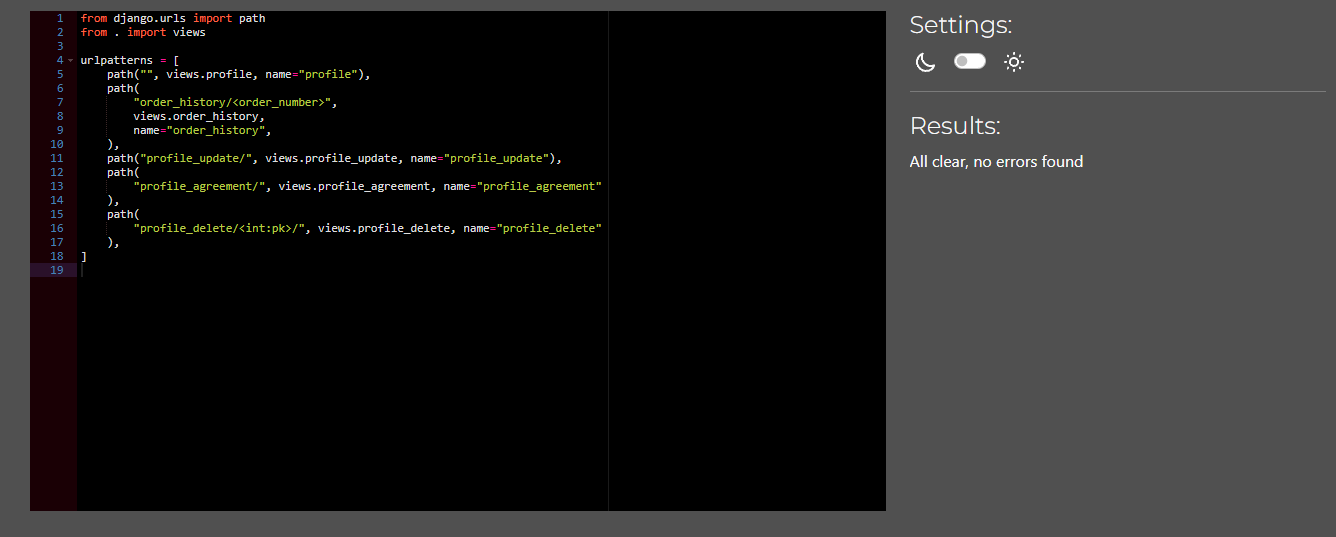 1 from django.urls import path
2 from . import views
3
4 urlpatterns = [
5     path("", views.profile, name="profile"),
6     path(
7         "order_history/<order_number>",
8         views.order_history,
9         name="order_history",
10     ),
11     path("profile_update/", views.profile_update, name="profile_update"),
12     path(
13         "profile_agreement/", views.profile_agreement, name="profile_agreement"
14     ),
15     path(
16         "profile_delete/<int:pk>/", views.profile_delete, name="profile_delete"
17     ),
18 ]
19
Settings:
Results:
All clear, no errors found